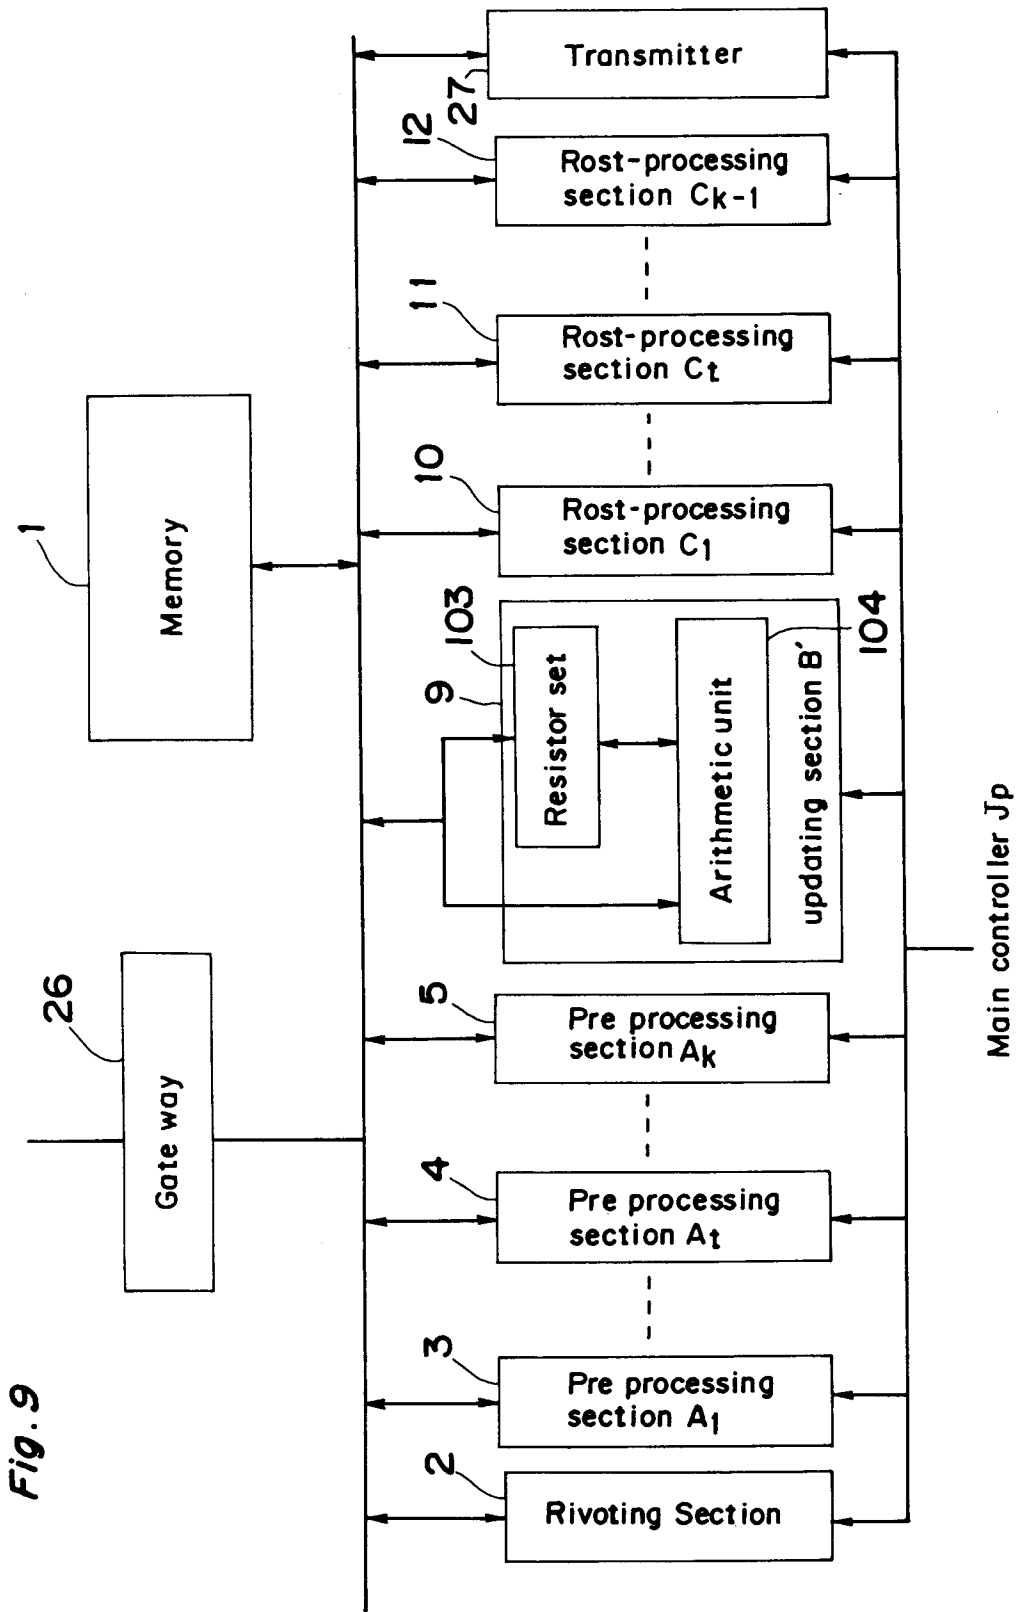 Fig. 9
26
Gate way
1
Memory
2
Rivoting Section
3
Pre processing
section A1
4
Pre processing
section At
5
Pre processing
section Ak
9
103
Resistor set
104
Arithmetic unit
updating section B'
10
Rost-processing
section C1
11
Rost-processing
section Ct
12
Rost-processing
section Ck-1
27
Transmitter
Main controller Jp